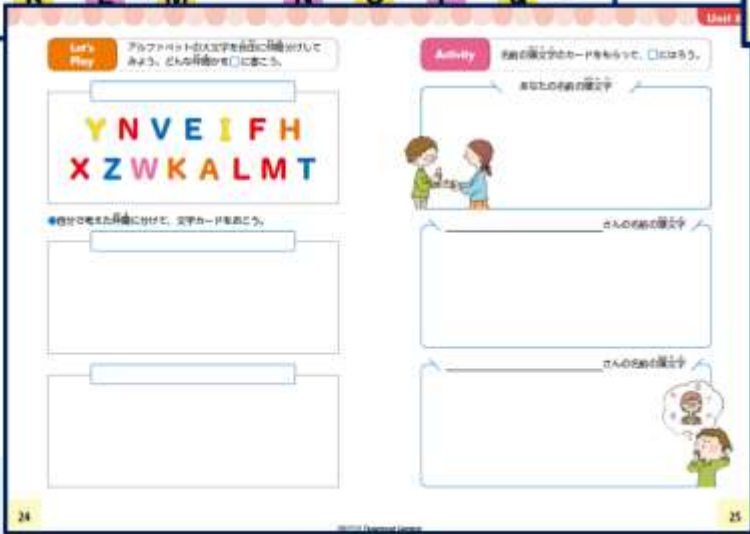 Unit 6
Let's
Play
アルファベットの大文字を自由に仲間分けして
みよう。どんな仲間かを□に書こう。
Y N V E I F H
X Z W K A L M T
●自分で考えた仲間に分けて、文字カードをおこう。
24
Activity
名前の頭文字のカードをもらって、□にはろう。
あなたの名前の頭文字
さんの名前の頭文字
さんの名前の頭文字
25